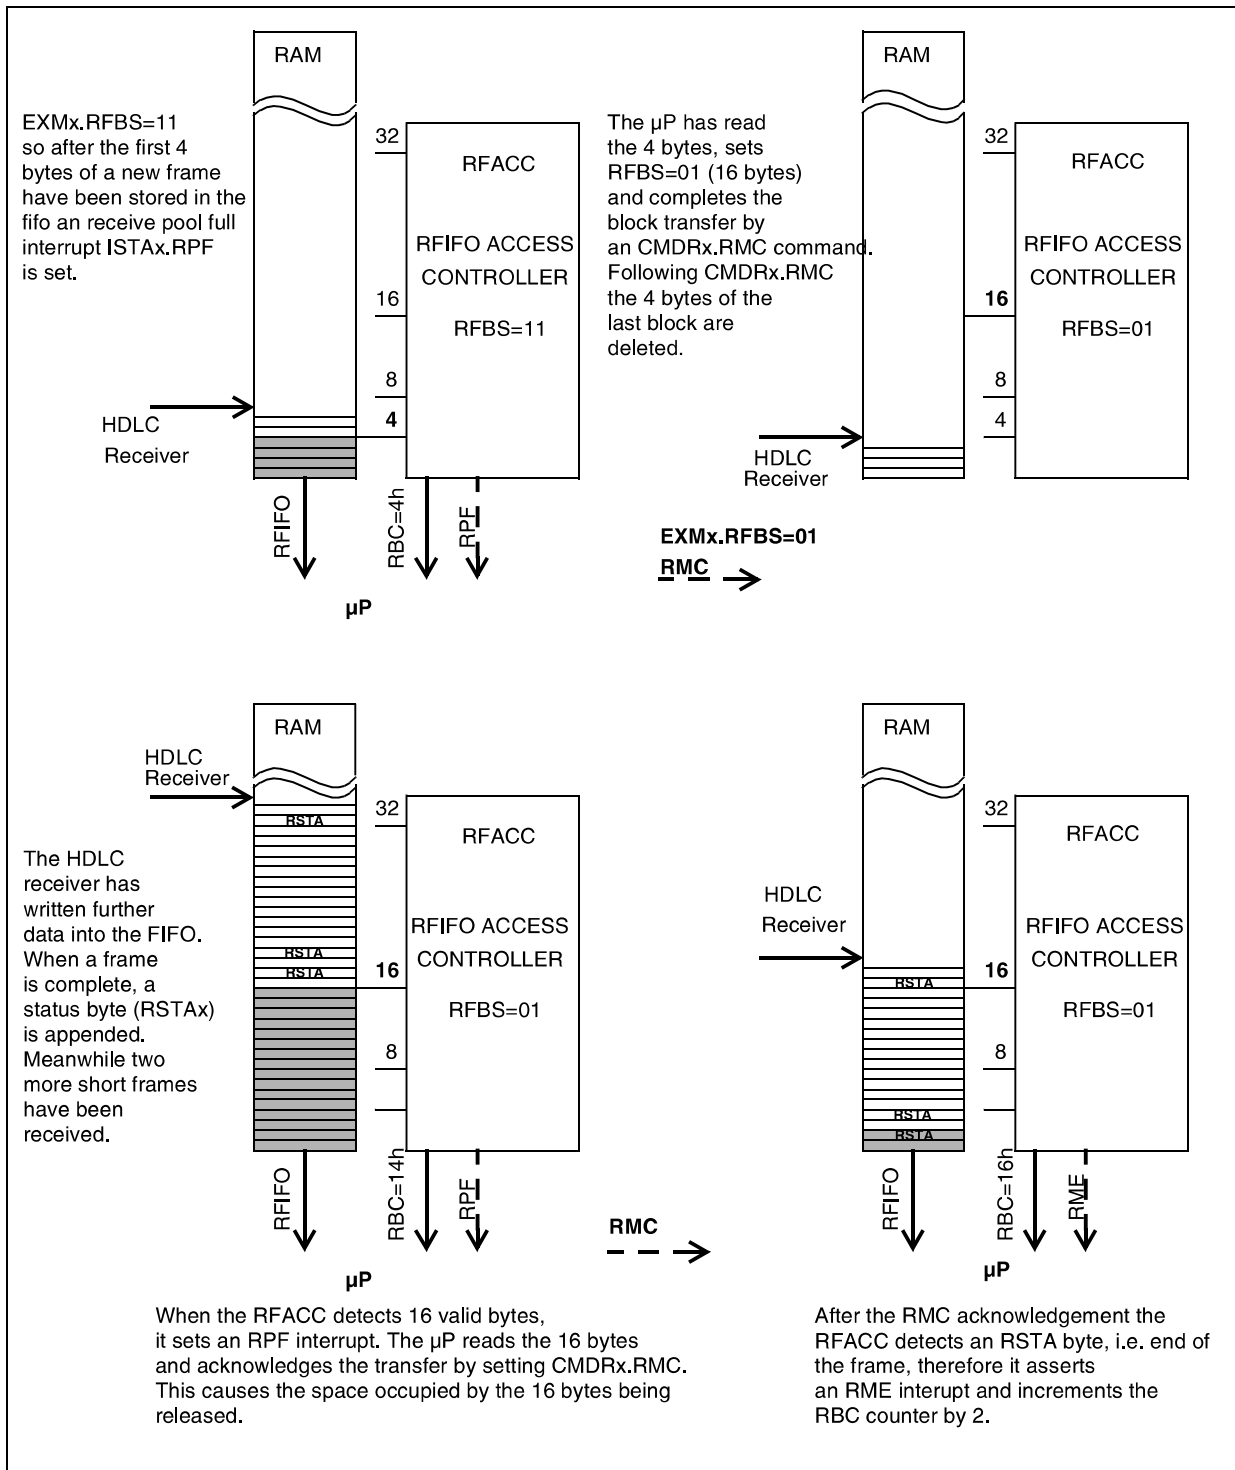 RAM
EXMx.RFBS=11
so after the first 4
bytes of a new frame
have been stored in the
fifo an receive pool full
interrupt ISTAx.RPF
is set.
32
RFACC
RFIFO ACCESS
CONTROLLER
16
RFBS=11
8
4
HDLC
Receiver
RFIFO
RBC=4h
RPF
µP
RAM
The µP has read
the 4 bytes, sets
RFBS=01 (16 bytes)
and completes the
block transfer by
an CMDRx.RMC command.
Following CMDRx.RMC
the 4 bytes of the
last block are
deleted.
32
RFACC
RFIFO ACCESS
CONTROLLER
16
RFBS=01
8
4
HDLC
Receiver
EXMx.RFBS=01
RMC
RAM
HDLC
Receiver
RSTA
32
RFACC
The HDLC
receiver has
written further
data into the FIFO.
When a frame
is complete, a
status byte (RSTAx)
is appended.
Meanwhile two
more short frames
have been
received.
RFIFO ACCESS
CONTROLLER
RSTA
RSTA
16
RFBS=01
8
RFIFO
RBC=14h
RPF
µP
RMC
When the RFACC detects 16 valid bytes,
it sets an RPF interrupt. The µP reads the 16 bytes
and acknowledges the transfer by setting CMDRx.RMC.
This causes the space occupied by the 16 bytes being
released.
RAM
32
RFACC
HDLC
Receiver
RFIFO ACCESS
CONTROLLER
16
RSTA
RFBS=01
8
RSTA
RSTA
RFIFO
RBC=16h
RME
µP
After the RMC acknowledgement the
RFACC detects an RSTA byte, i.e. end of
the frame, therefore it asserts
an RME interupt and increments the
RBC counter by 2.